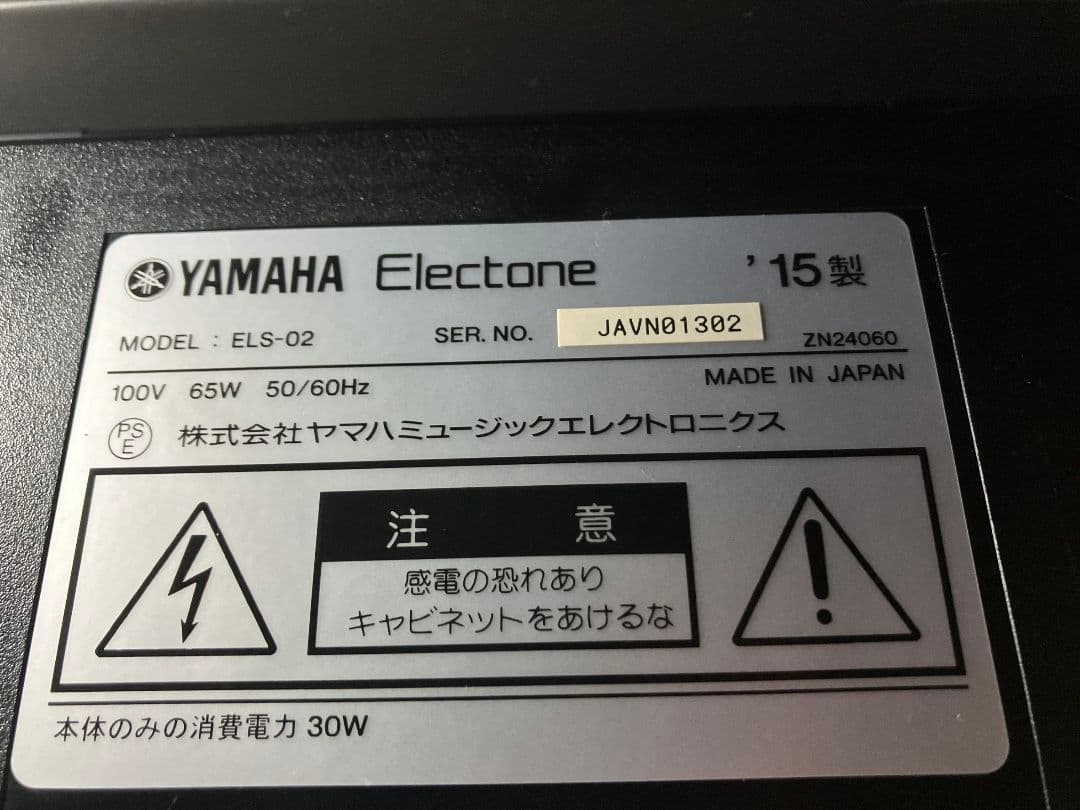 YAMAHA Electone ’15製
MODEL : ELS-02 SER. NO. JAVN01302 ZN24060
100V 65W 50/60Hz MADE IN JAPAN
PS E 株式会社ヤマハミュージックエレクトロニクス
注 意
感電の恐れあり
キャビネットをあけるな
本体のみの消費電力 30W